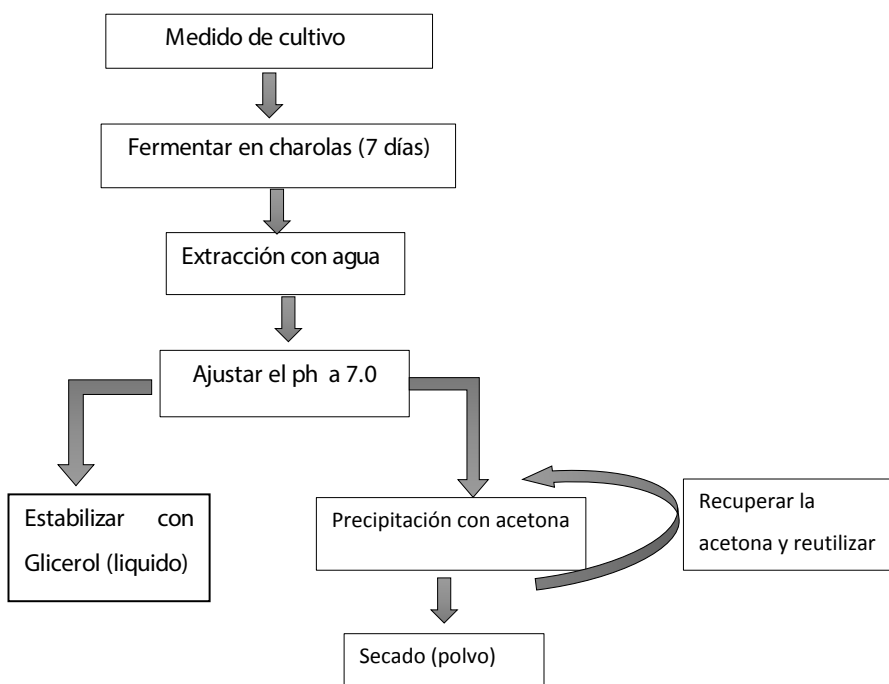 Medido de cultivo
Fermentar en charolas (7 días)
Extracción con agua
Ajustar el ph a 7.0
Estabilizar con
Glicerol (liquido)
Precipitación con acetona
Recuperar la
acetona y reutilizar
Secado (polvo)